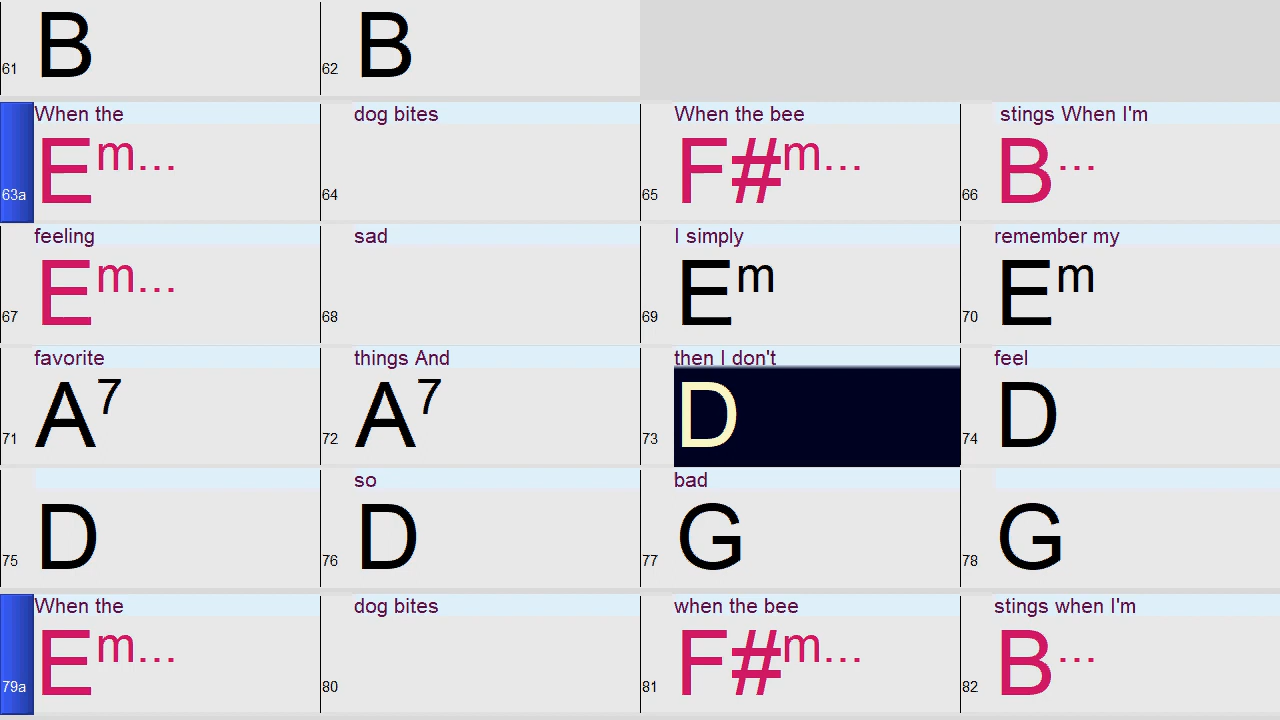 61 B 62 B
When the dog bites When the bee stings When I'm
63a Em... 64 65 F#m... 66 B...
feeling sad I simply remember my
67 Em... 68 69 Em 70 Em
favorite things And then I don't feel
71 A7 72 A7 73 D 74 D
so bad
75 D 76 D 77 G 78 G
When the dog bites when the bee stings when I'm
79a Em... 80 81 F#m... 82 B...